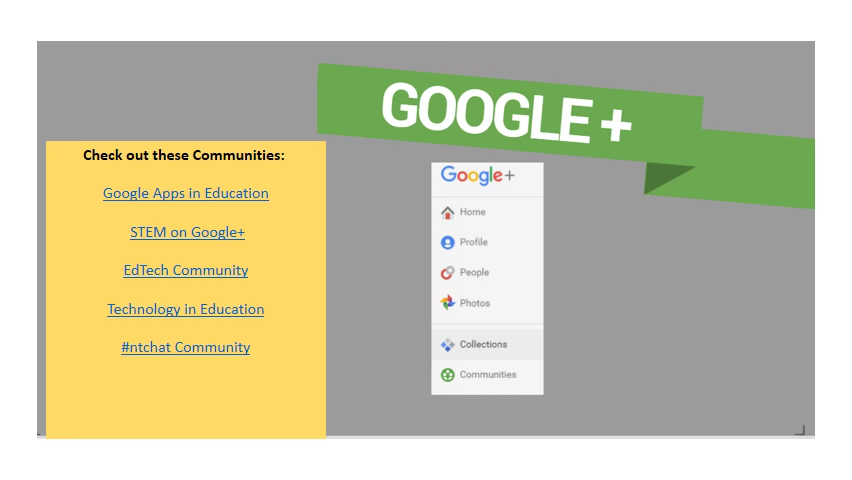 GOOGLE +
Check out these Communities:
Google Apps in Education
STEM on Google+
EdTech Community
Technology in Education
#ntchat Community
Google+
Home
Profile
People
Photos
Collections
Communities